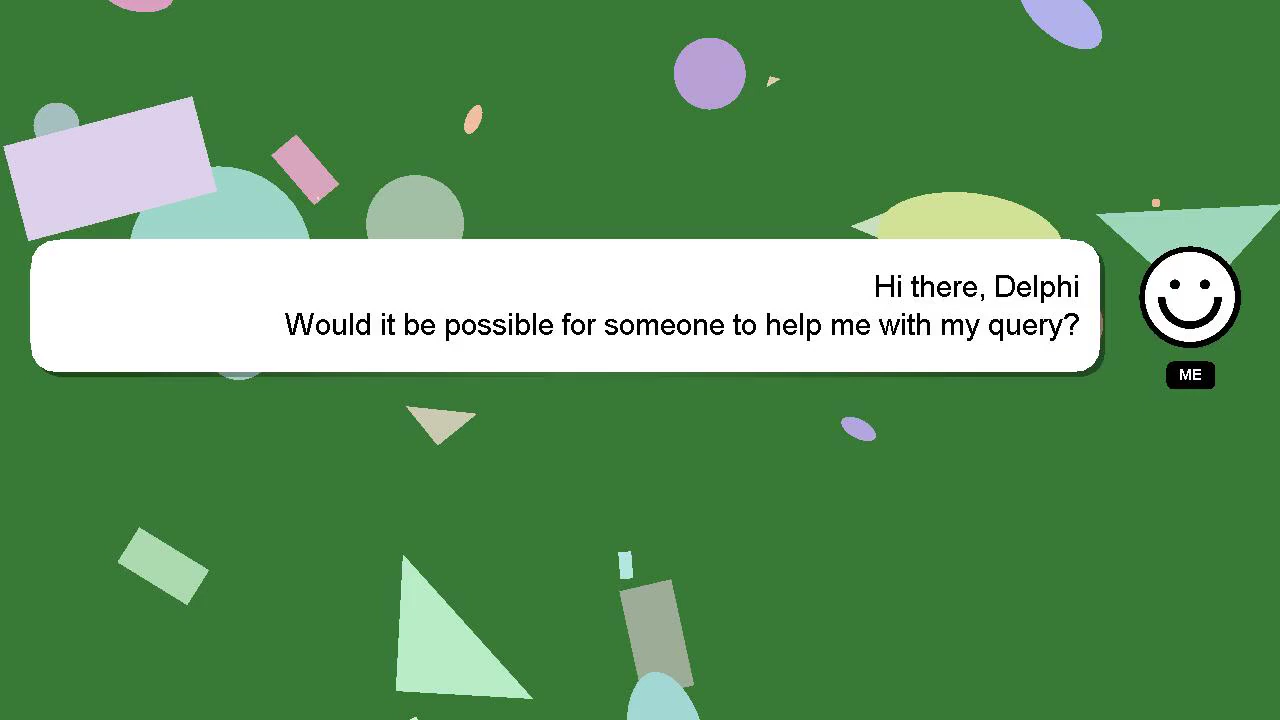 Hi there, Delphi
Would it be possible for someone to help me with my query?
ME